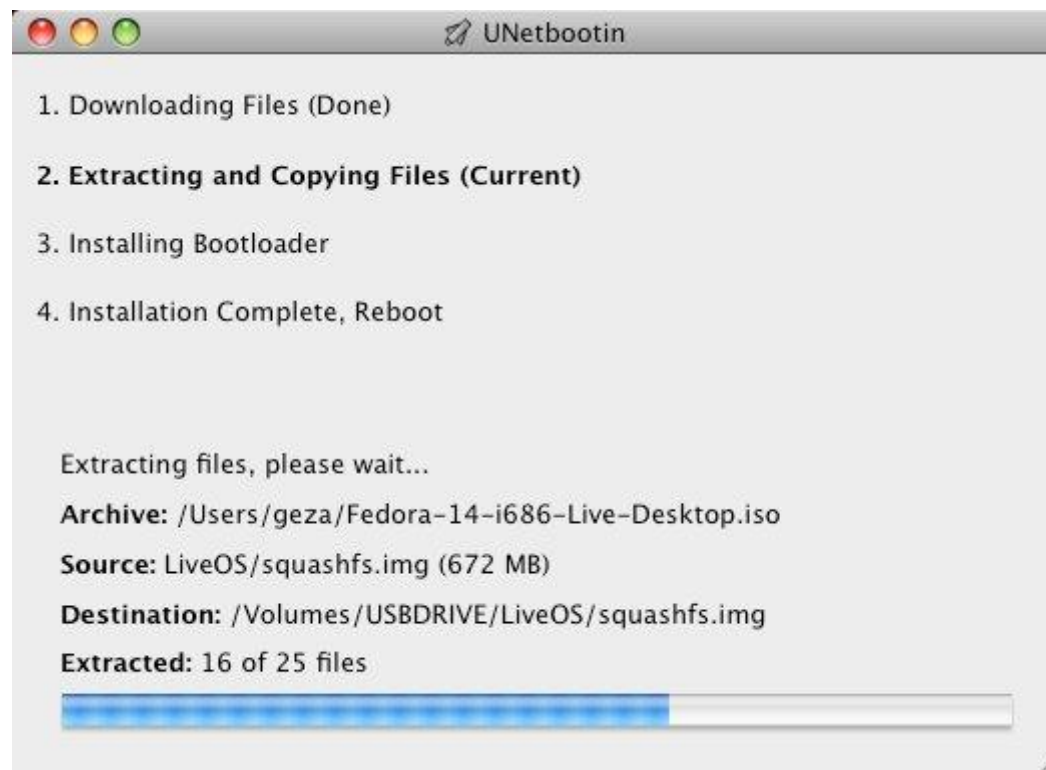 UNetbootin
1. Downloading Files (Done)
2. Extracting and Copying Files (Current)
3. Installing Bootloader
4. Installation Complete, Reboot
Extracting files, please wait...
Archive: /Users/geza/Fedora-14-i686-Live-Desktop.iso
Source: LiveOS/squashfs.img (672 MB)
Destination: /Volumes/USBDRIVE/LiveOS/squashfs.img
Extracted: 16 of 25 files